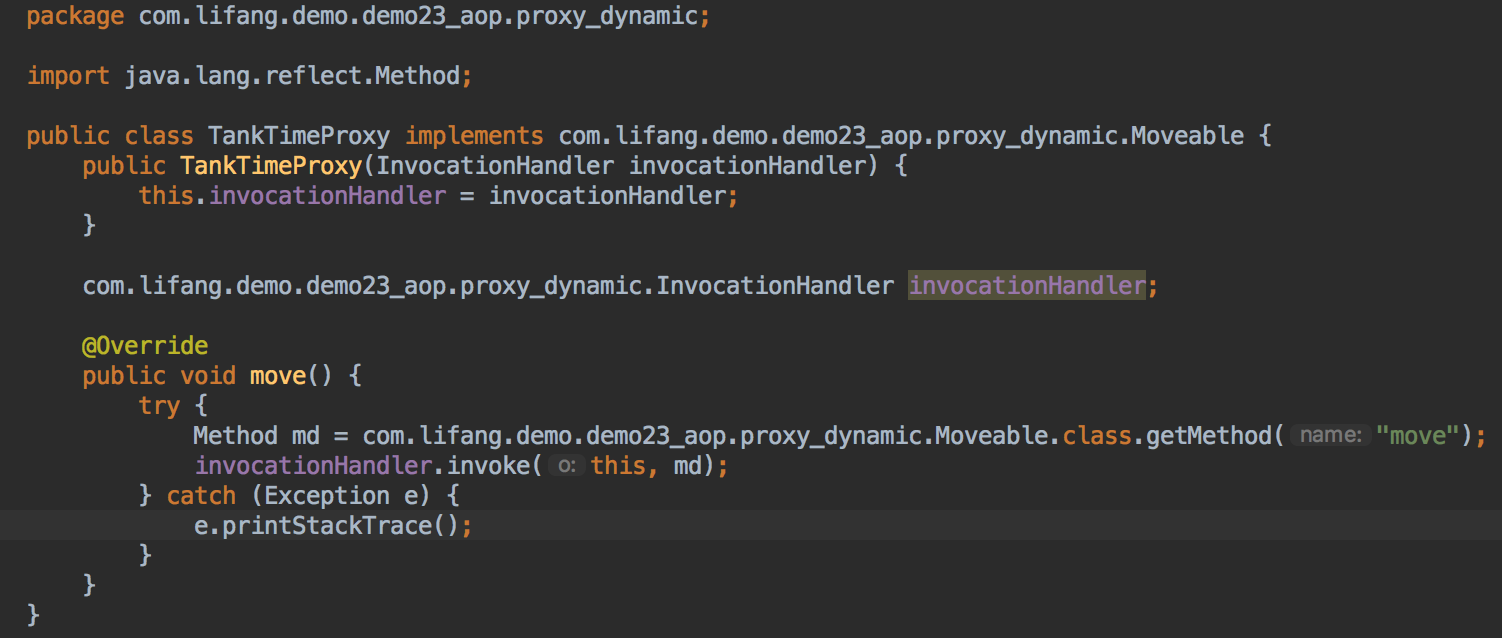 package com.lifang.demo.demo23_aop.proxy_dynamic;
import java.lang.reflect.Method;
public class TankTimeProxy implements com.lifang.demo.demo23_aop.proxy_dynamic.Moveable {
    public TankTimeProxy(InvocationHandler invocationHandler) {
        this.invocationHandler = invocationHandler;
    }
    com.lifang.demo.demo23_aop.proxy_dynamic.InvocationHandler invocationHandler;
    @Override
    public void move() {
        try {
            Method md = com.lifang.demo.demo23_aop.proxy_dynamic.Moveable.class.getMethod( name: "move");
            invocationHandler.invoke( o: this, md);
        } catch (Exception e) {
            e.printStackTrace();
        }
    }
}